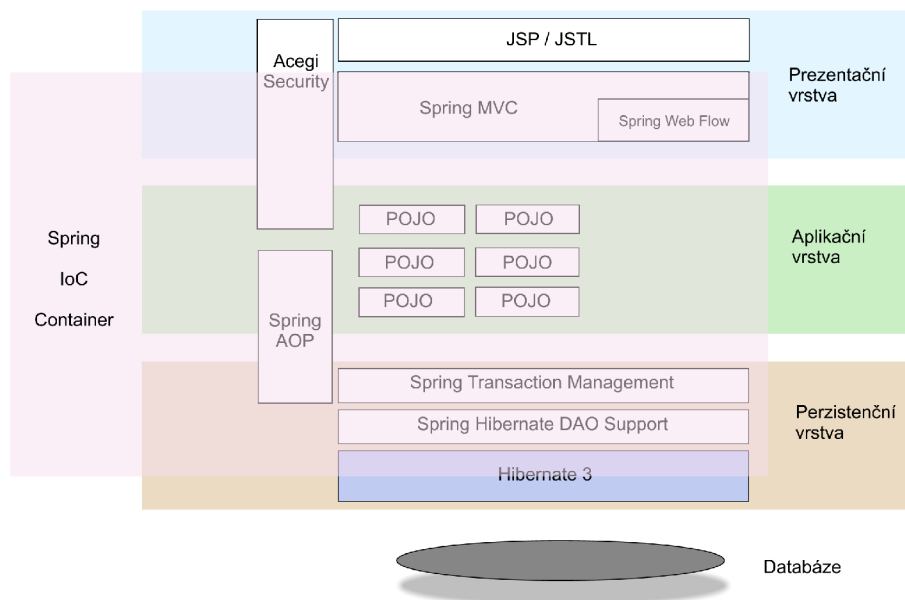 JSP / JSTL
Acegi
Security
Prezentační
vrstva
Spring MVC
Spring Web Flow
Spring
IoC
Container
POJO POJO
POJO POJO
POJO POJO
Aplikační
vrstva
Spring
AOP
Spring Transaction Management
Spring Hibernate DAO Support
Hibernate 3
Perzistenční
vrstva
Databáze